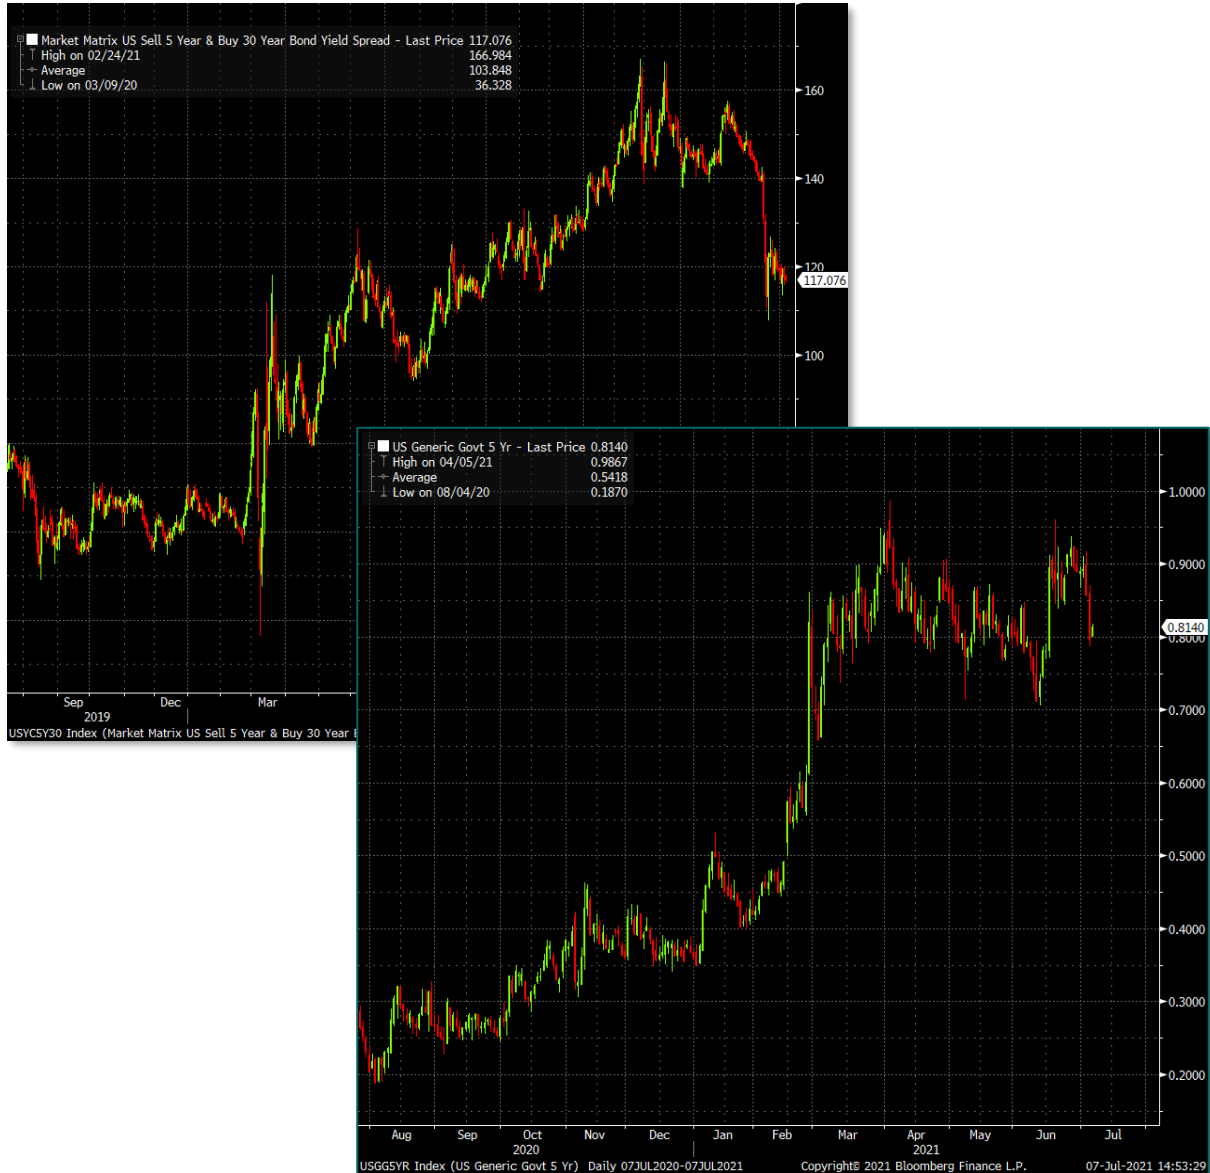 Market Matrix US Sell 5 Year & Buy 30 Year Bond Yield Spread - Last Price 117.076
High on 02/24/21 166.984
Average 103.848
Low on 03/09/20 36.328
160
140
120
117.076
100
Sep Dec Mar
2019
USYC5Y30 Index (Market Matrix US Sell 5 Year & Buy 30 Year
US Generic Govt 5 Yr - Last Price 0.8140
High on 04/05/21 0.9867
Average 0.5418
Low on 08/04/20 0.1870
1.0000
0.9000
0.8140
0.8000
0.7000
0.6000
0.5000
0.4000
0.3000
0.2000
Aug Sep Oct Nov Dec Jan Feb Mar Apr May Jun Jul
2020 2021
USGG5YR Index (US Generic Govt 5 Yr) Daily 07JUL2020-07JUL2021 Copyright© 2021 Bloomberg Finance L.P. 07-Jul-2021 14:53:29